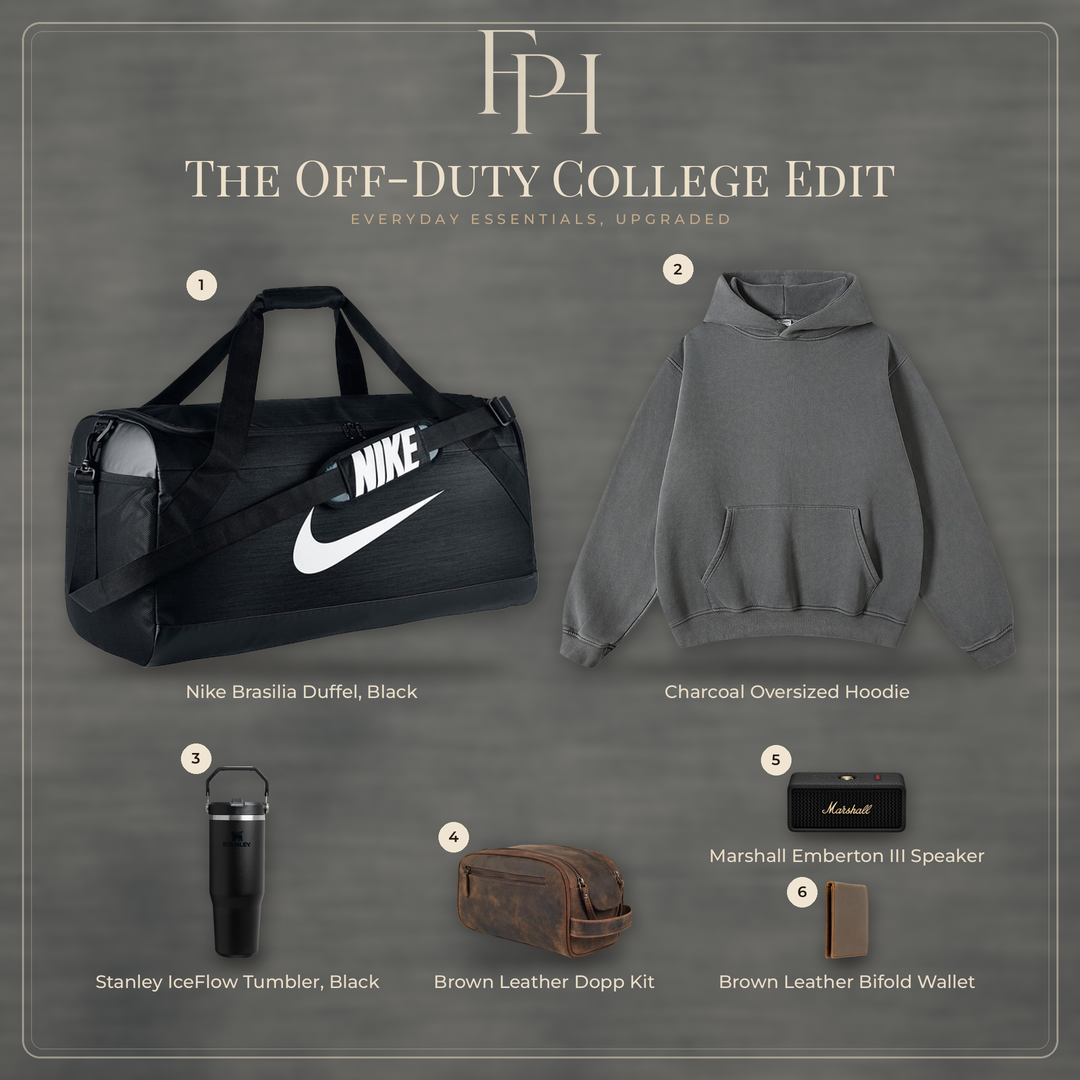 FPH
The Off-Duty College Edit
EVERYDAY ESSENTIALS, UPGRADED
1
2
NIKE
Nike Brasilia Duffel, Black
Charcoal Oversized Hoodie
3
STANLEY
4
5
Marshall
Marshall Emberton III Speaker
6
Stanley IceFlow Tumbler, Black
Brown Leather Dopp Kit
Brown Leather Bifold Wallet